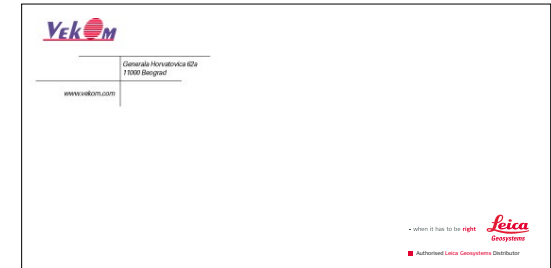 VEKOM
Generala Horvatovica 62a
11000 Beograd
www.vekom.com
- when it has to be right
Leica
Geosystems
Authorised Leica Geosystems Distributor